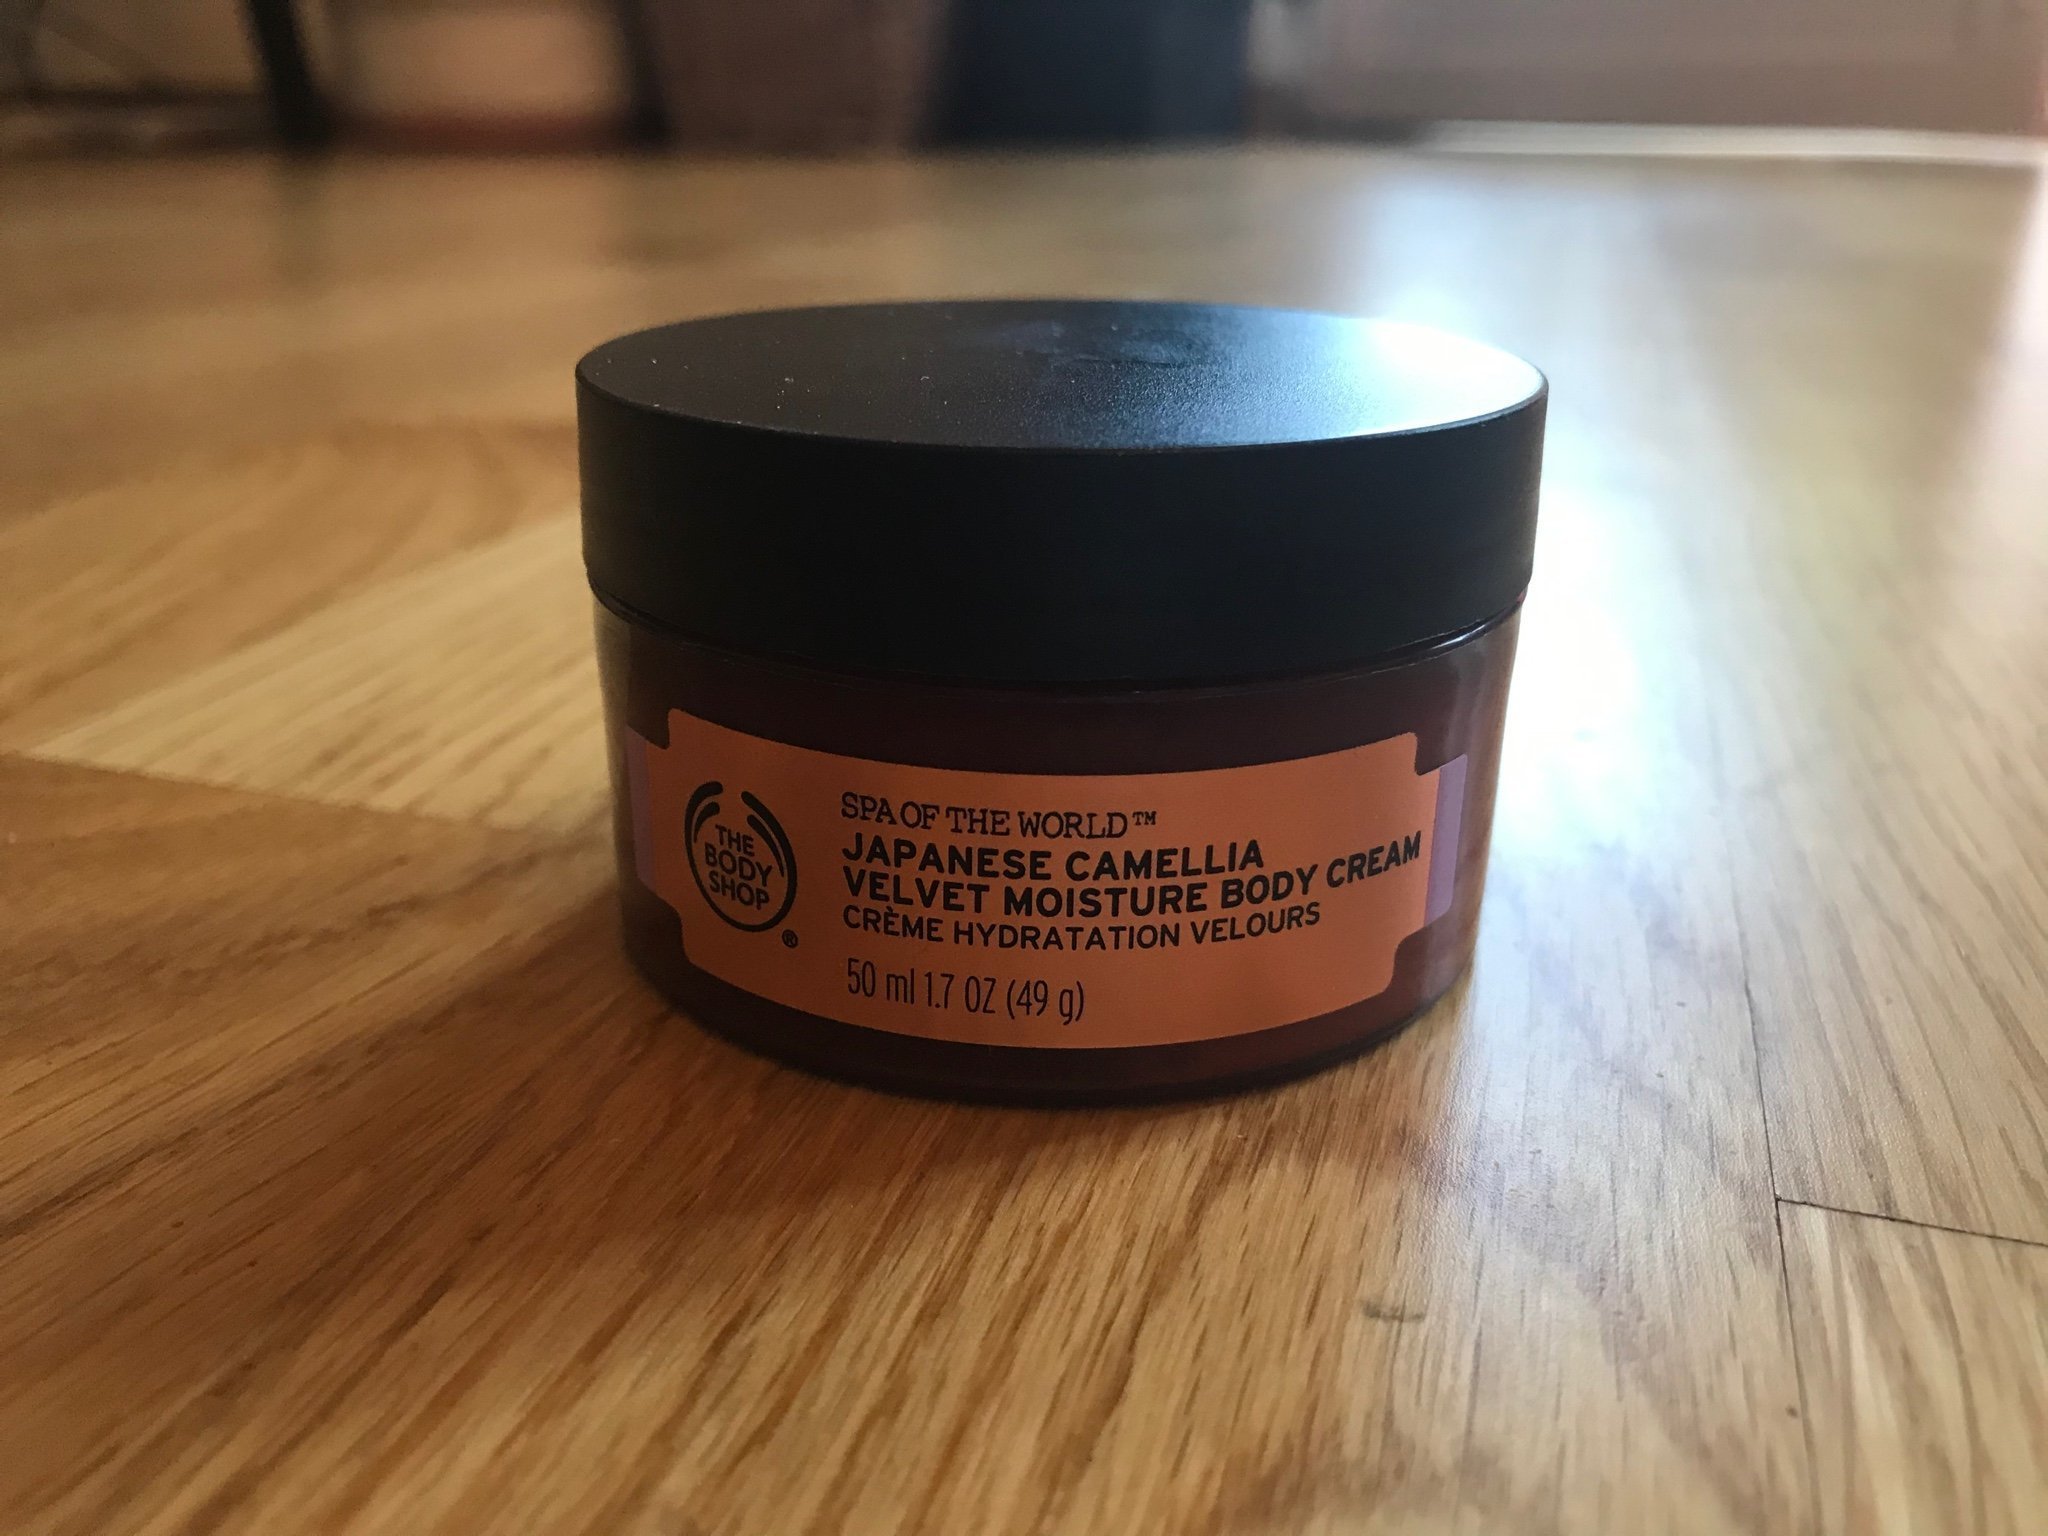 THE
BODY
SHOP
®
SPA OF THE WORLD™
JAPANESE CAMELLIA
VELVET MOISTURE BODY CREAM
CRÈME HYDRATATION VELOURS
50 ml 1.7 OZ (49 g)